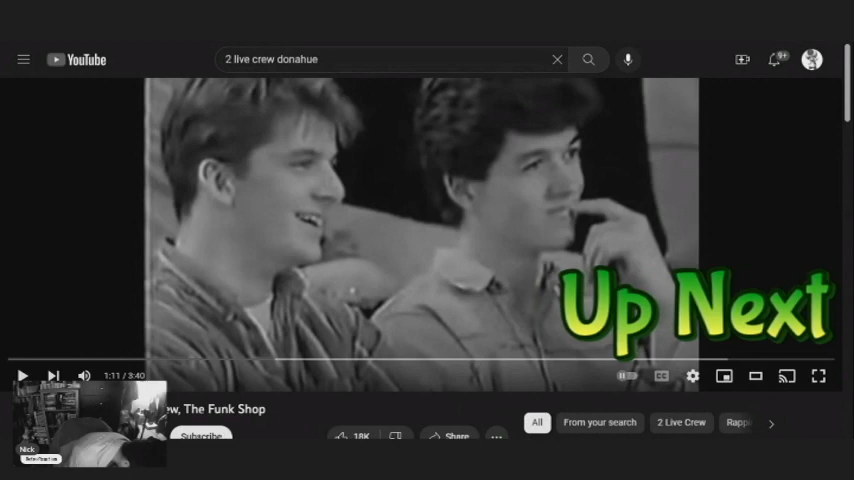 YouTube
2 live crew donahue
9+
Up Next
1:11 / 3:40
CC
ew, The Funk Shop
Subscribe
18K
Share
All
From your search
2 Live Crew
Rappe
Nick